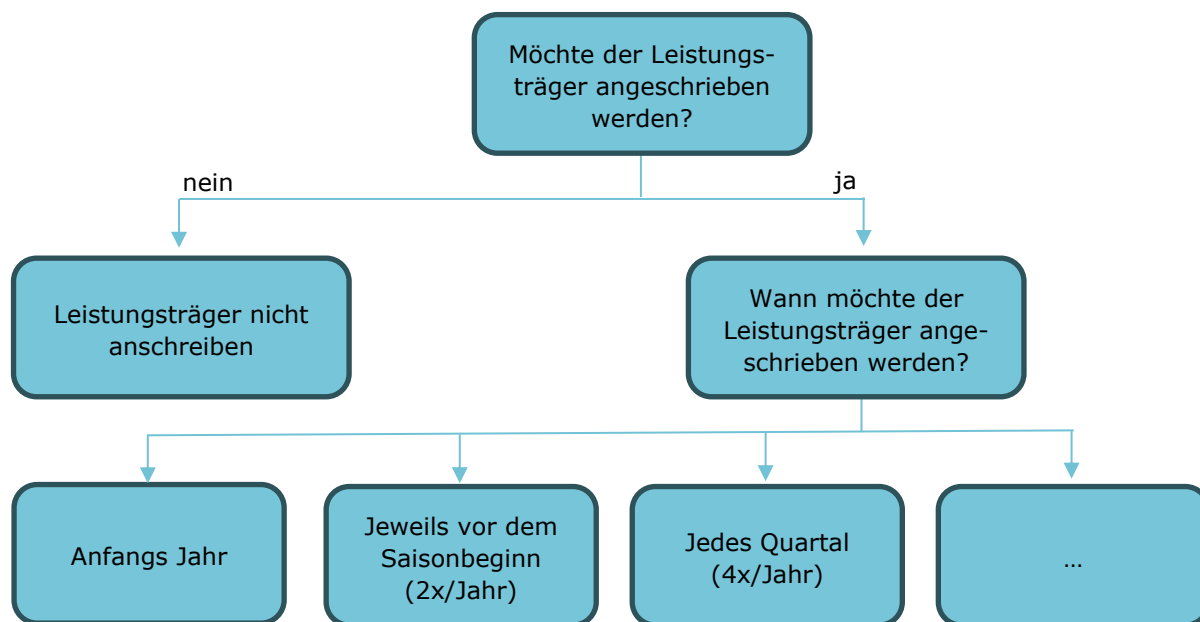 Möchte der Leistungs-
träger angeschrieben
werden?
nein
ja
Leistungsträger nicht
anschreiben
Wann möchte der
Leistungsträger ange-
schrieben werden?
Anfangs Jahr
Jeweils vor dem
Saisonbeginn
(2x/Jahr)
Jedes Quartal
(4x/Jahr)
…